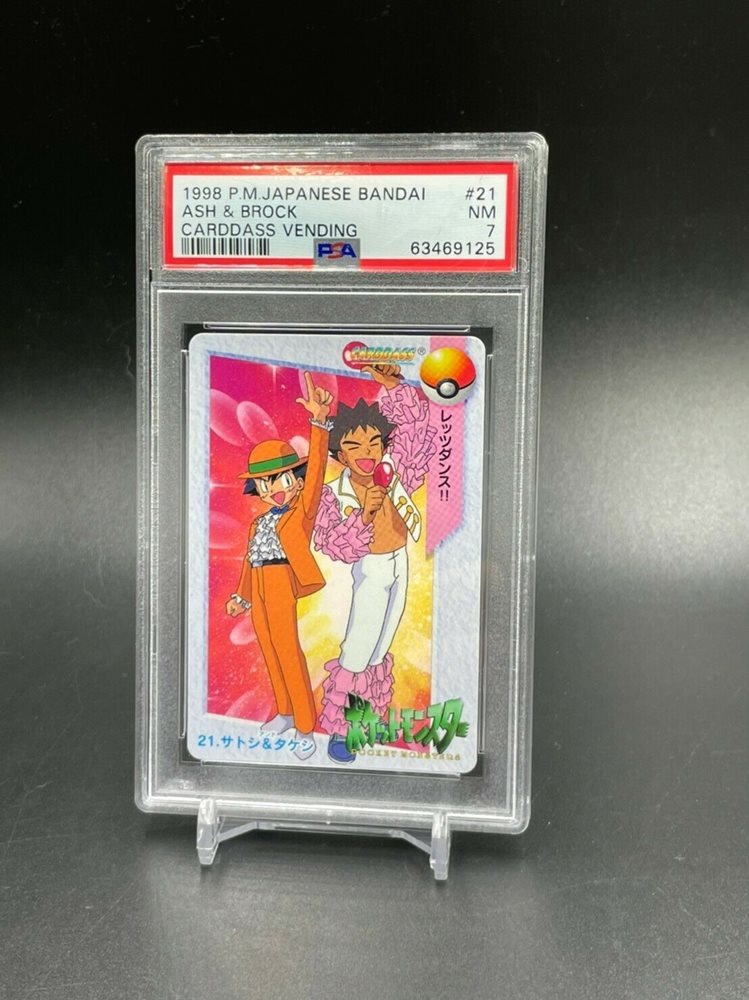 1998 P.M.JAPANESE BANDAI #21
ASH & BROCK NM
CARDDASS VENDING 7
PSA 63469125
CARDDASS®
レッツダンス!!
ポケットモンスター
POCKET MONSTERS
21.サトシ&タケシ